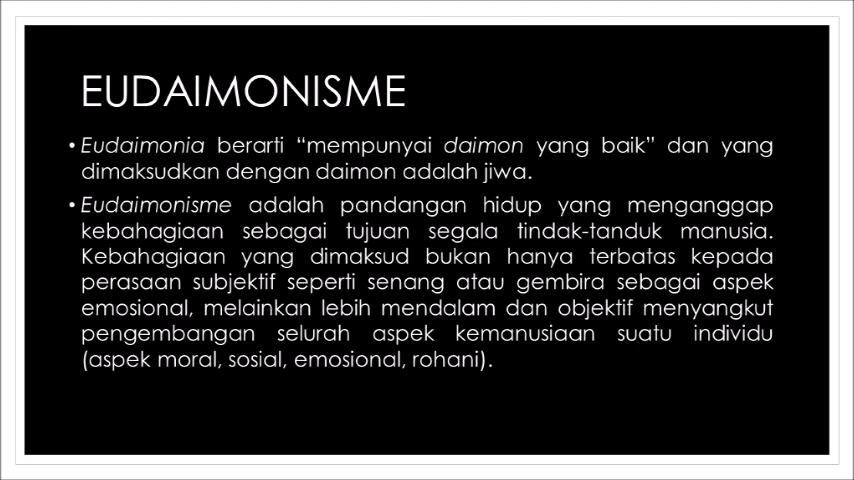 EUDAIMONISME
• Eudaimonia berarti “mempunyai daimon yang baik” dan yang
dimaksudkan dengan daimon adalah jiwa.
• Eudaimonisme adalah pandangan hidup yang menganggap
kebahagiaan sebagai tujuan segala tindak-tanduk manusia.
Kebahagiaan yang dimaksud bukan hanya terbatas kepada
perasaan subjektif seperti senang atau gembira sebagai aspek
emosional, melainkan lebih mendalam dan objektif menyangkut
pengembangan selurah aspek kemanusiaan suatu individu
(aspek moral, sosial, emosional, rohani).